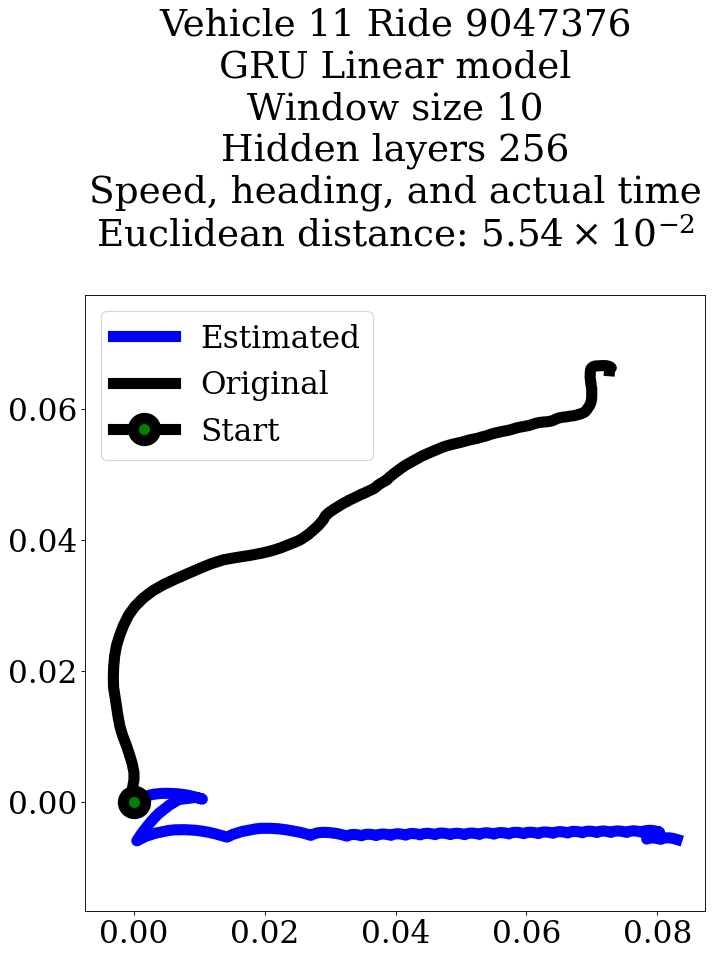 Vehicle 11 Ride 9047376
GRU Linear model
Window size 10
Hidden layers 256
Speed, heading, and actual time
Euclidean distance: 5.54 × 10⁻²
Estimated
Original
Start
0.06
0.04
0.02
0.00
0.00 0.02 0.04 0.06 0.08